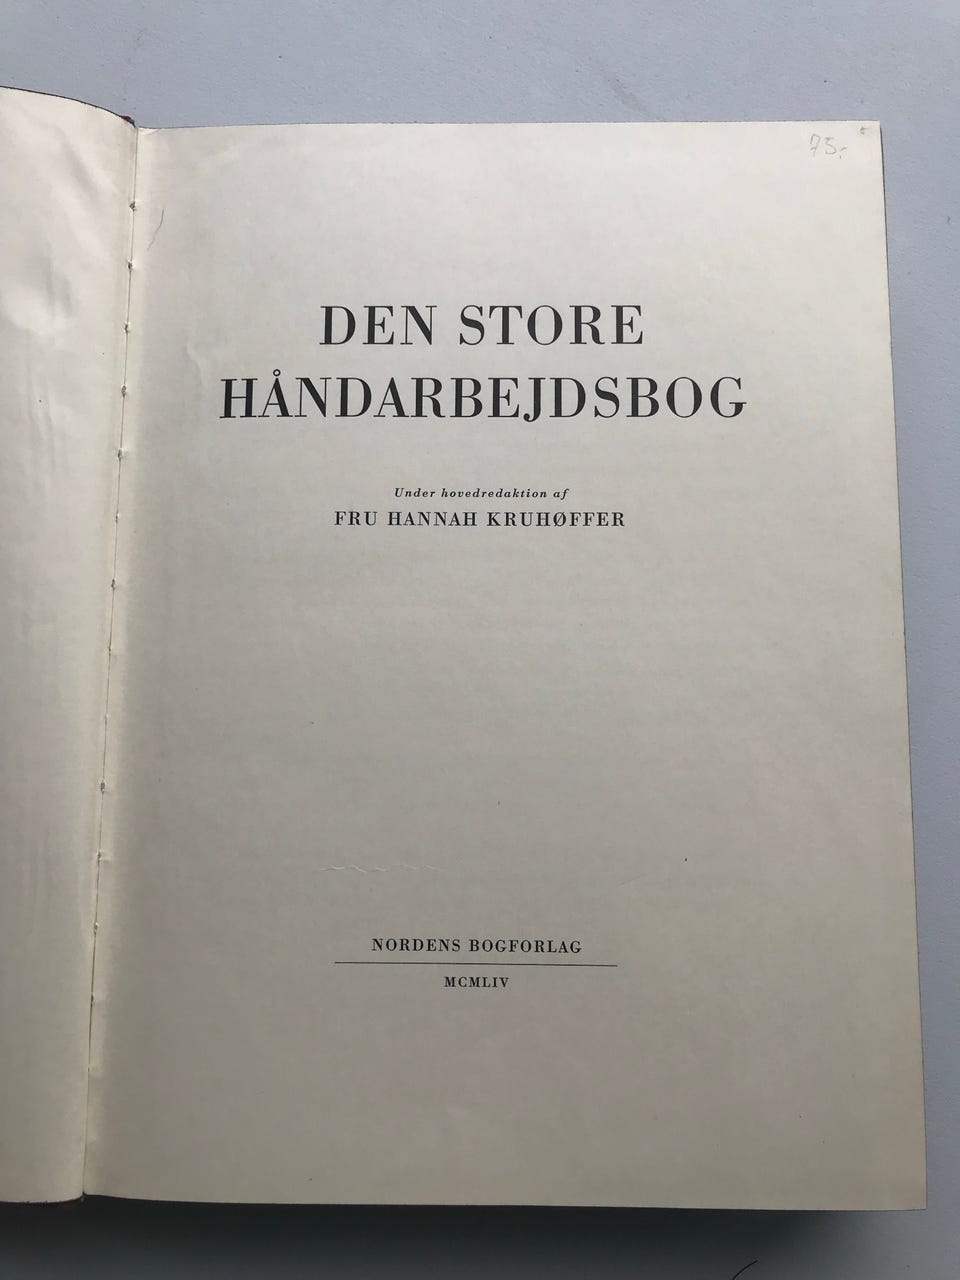 75.-
DEN STORE
HÅNDARBEJDSBOG
Under hovedredaktion af
FRU HANNAH KRUHØFFER
NORDENS BOGFORLAG
MCMLIV